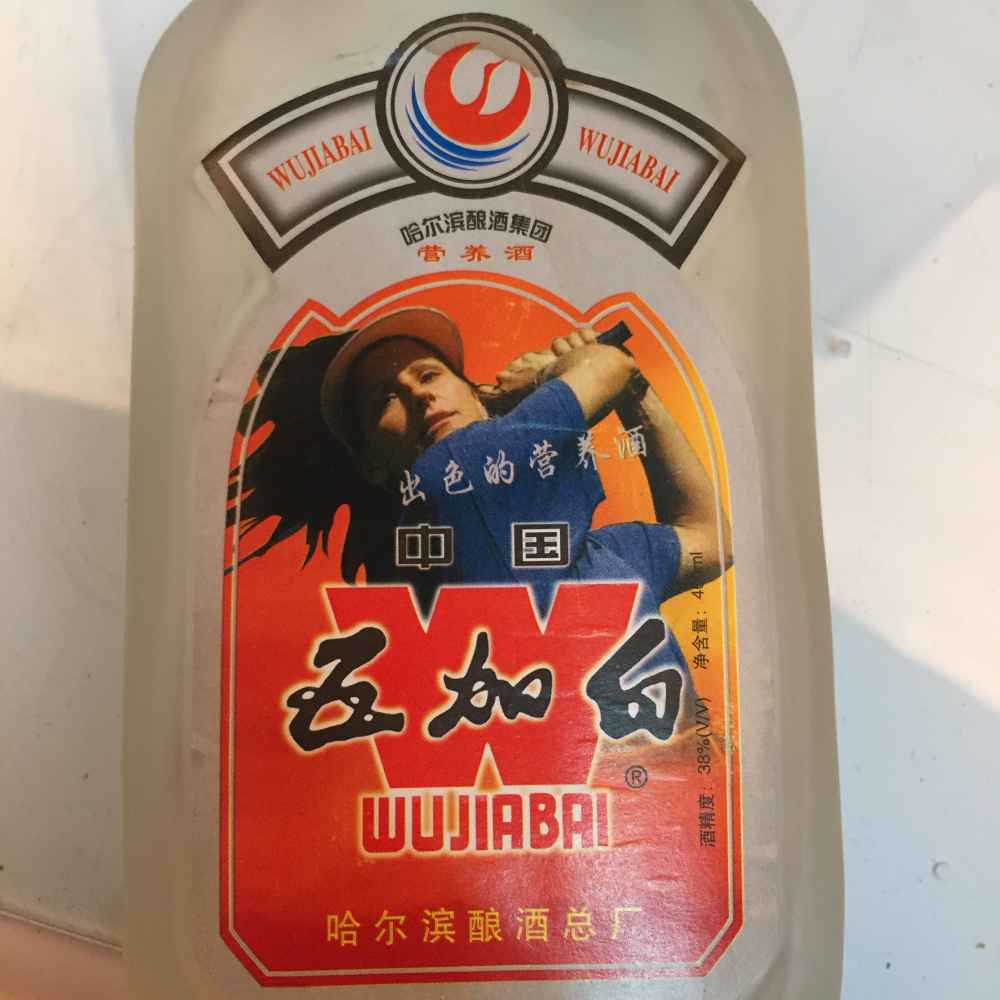 WUJIABAI
WUJIABAI
哈尔滨酿酒集团
营养酒
出色的营养酒
中国
五加白
®
WUJIABAI
酒精度：38%(V/V) 净含量：
哈尔滨酿酒总厂